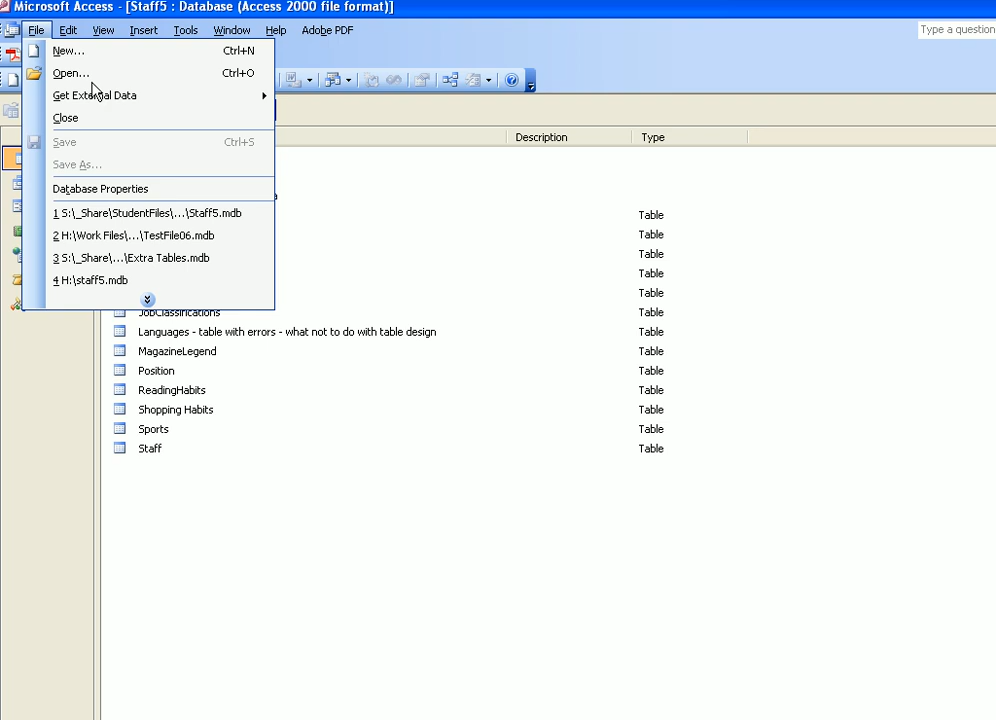 Microsoft Access - [Staff5 : Database (Access 2000 file format)]
File Edit View Insert Tools Window Help Adobe PDF
Type a question
New... Ctrl+N
Open... Ctrl+O
Get External Data
Close
Save Ctrl+S
Save As...
Database Properties
1 S:\_Share\StudentFiles\...\Staff5.mdb
2 H:\Work Files\...\TestFile06.mdb
3 S:\_Share\...\Extra Tables.mdb
4 H:\staff5.mdb
Description Type
Table
Table
Table
Table
Table
JobClassifications Table
Languages - table with errors - what not to do with table design Table
MagazineLegend Table
Position Table
ReadingHabits Table
Shopping Habits Table
Sports Table
Staff Table